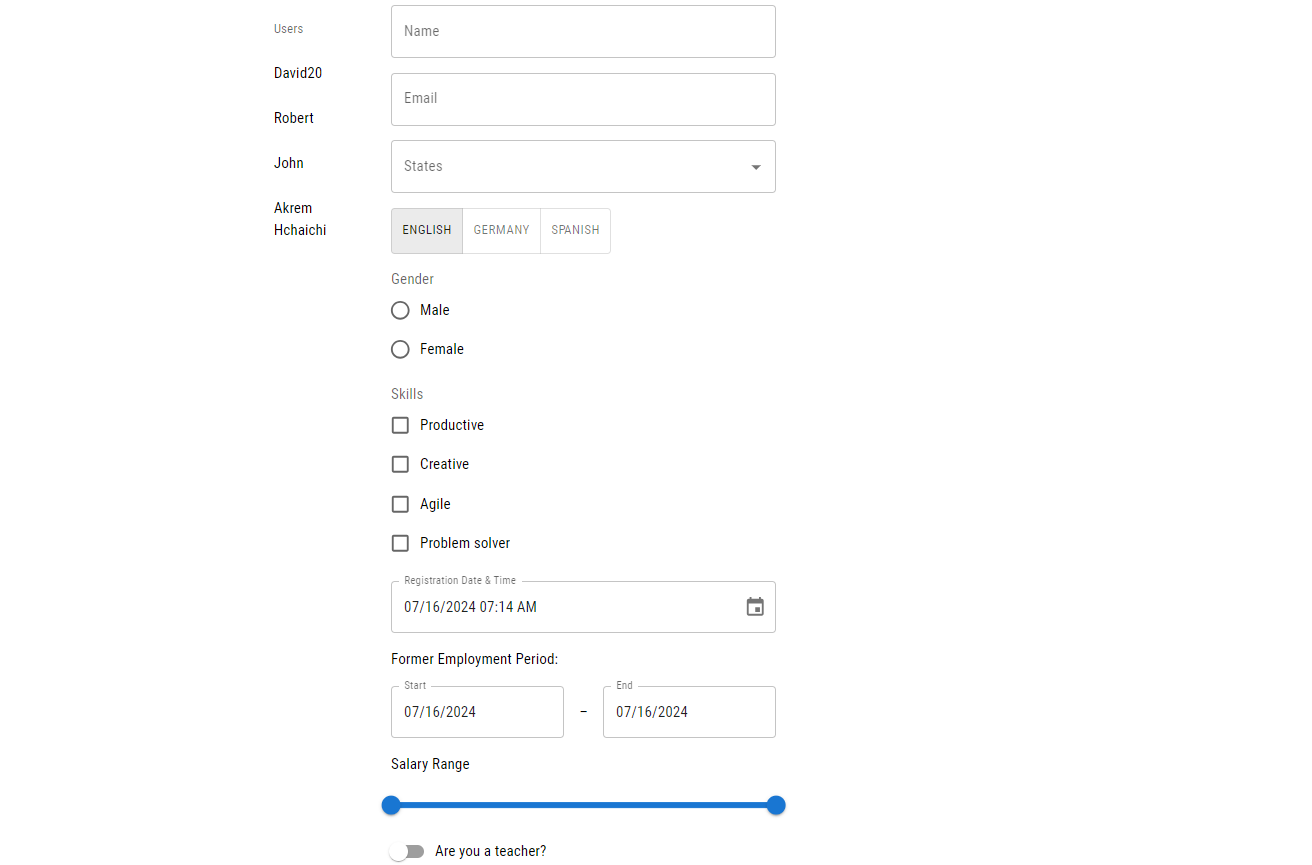 Users
David20
Robert
John
Akrem
Hchaichi
Name
Email
States
ENGLISH GERMANY SPANISH
Gender
Male
Female
Skills
Productive
Creative
Agile
Problem solver
Registration Date & Time
07/16/2024 07:14 AM
Former Employment Period:
Start End
07/16/2024 – 07/16/2024
Salary Range
Are you a teacher?